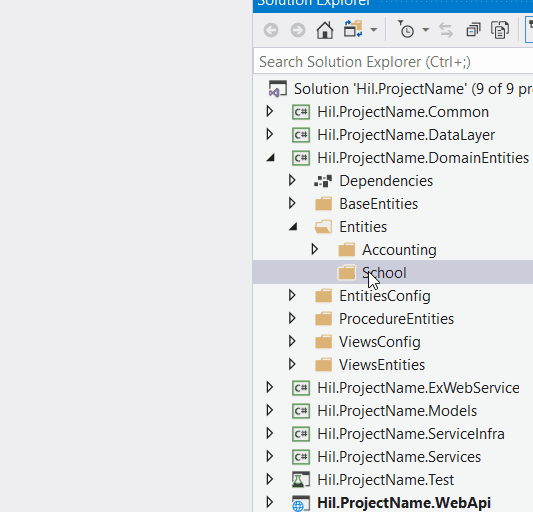 Solution Explorer
Search Solution Explorer (Ctrl+;)
Solution 'Hil.ProjectName' (9 of 9 pr
C# Hil.ProjectName.Common
C# Hil.ProjectName.DataLayer
C# Hil.ProjectName.DomainEntities
Dependencies
BaseEntities
Entities
Accounting
School
EntitiesConfig
ProcedureEntities
ViewsConfig
ViewsEntities
C# Hil.ProjectName.ExWebService
C# Hil.ProjectName.Models
C# Hil.ProjectName.ServiceInfra
C# Hil.ProjectName.Services
Hil.ProjectName.Test
Hil.ProjectName.WebApi